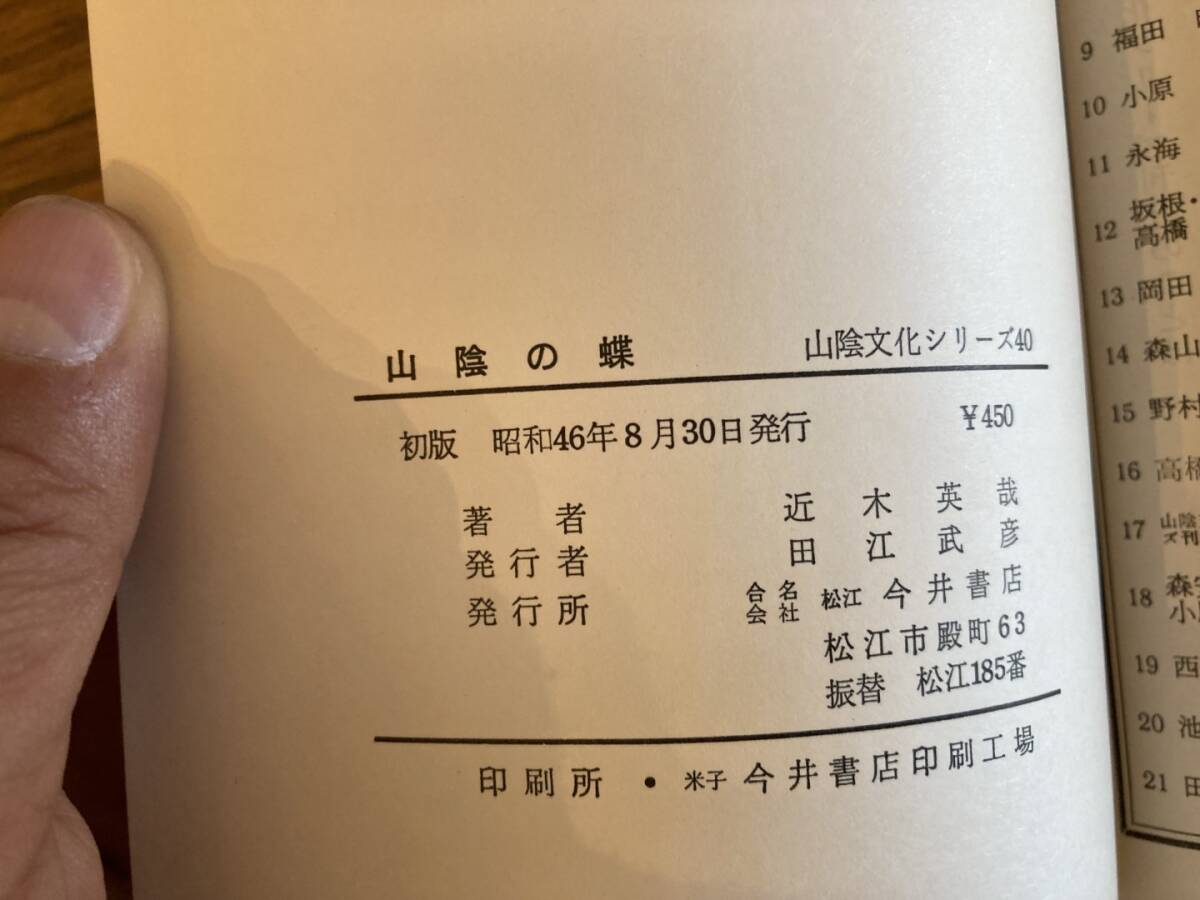 山陰の蝶 山陰文化シリーズ40
初版 昭和46年8月30日発行 ¥450
著者 近木英哉
発行者 田江武彦
発行所 合名会社 松江 今井書店
松江市殿町63
振替 松江185番
印刷所・米子 今井書店印刷工場
9 福田
10 小原
11 永海
12 坂根・
高橋
13 岡田
14 森山
15 野村
16 高橋
17 山陰
ズ刊
18 森
小
19 西
20 池
21 田